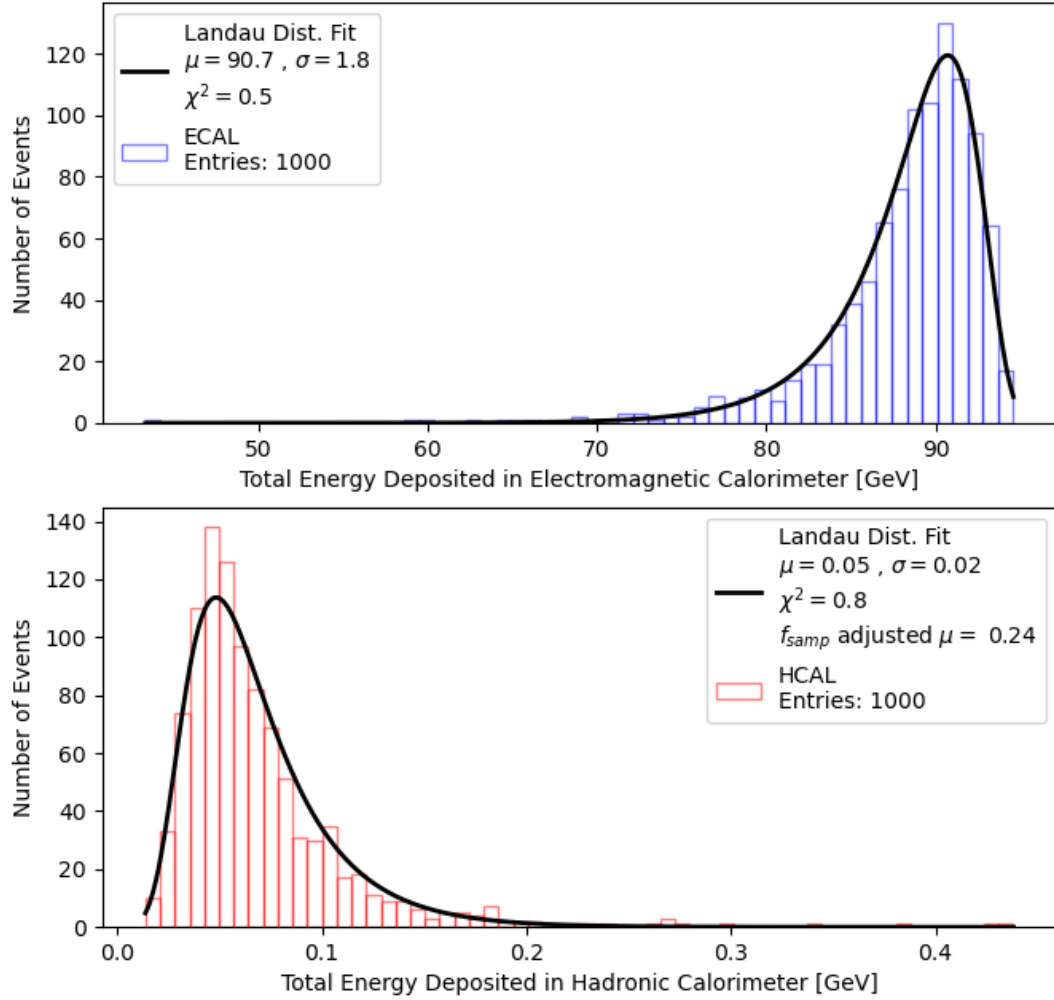 Landau Dist. Fit
μ = 90.7 , σ = 1.8
χ² = 0.5
ECAL
Entries: 1000
120
100
80
60
40
20
0
Number of Events
50
60
70
80
90
Total Energy Deposited in Electromagnetic Calorimeter [GeV]
Landau Dist. Fit
μ = 0.05 , σ = 0.02
χ² = 0.8
f_samp adjusted μ = 0.24
HCAL
Entries: 1000
140
120
100
80
60
40
20
0
Number of Events
0.0
0.1
0.2
0.3
0.4
Total Energy Deposited in Hadronic Calorimeter [GeV]